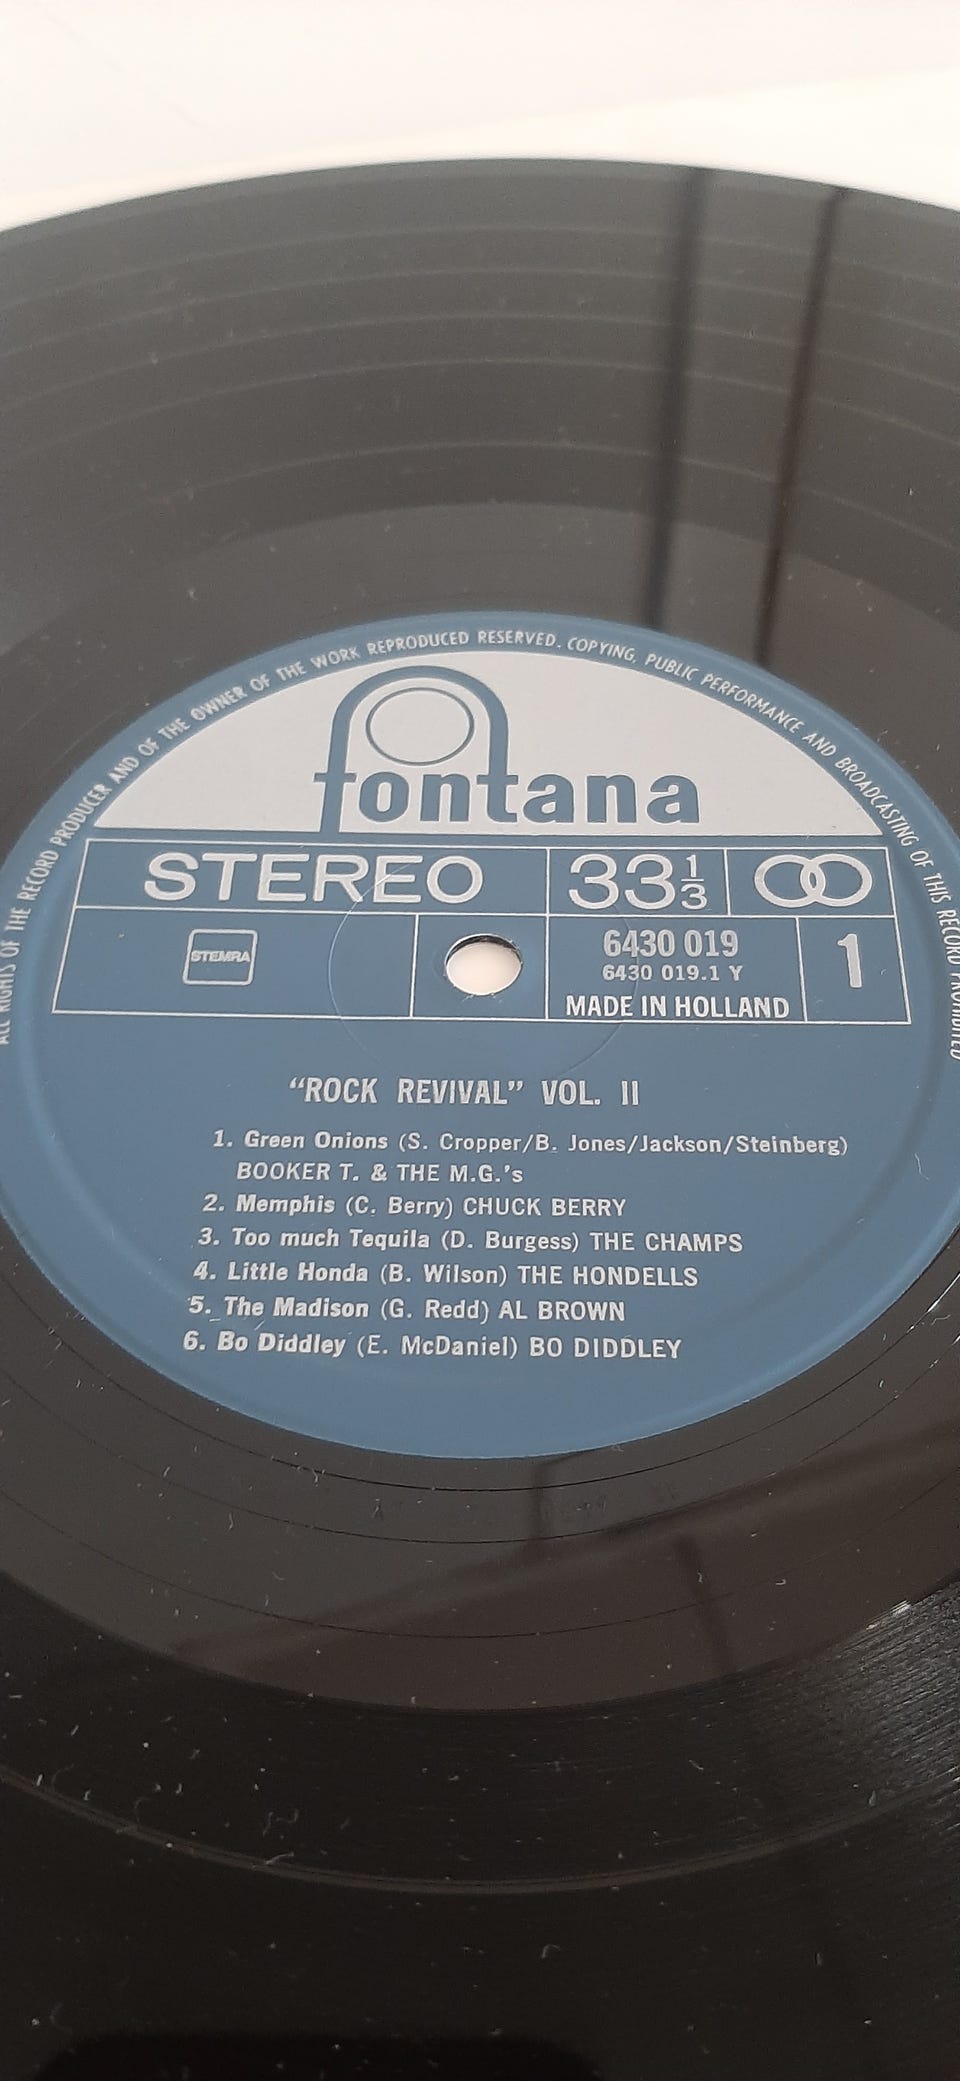 ALL RIGHTS OF THE RECORD PRODUCER AND OF THE OWNER OF THE WORK REPRODUCED RESERVED. COPYING, PUBLIC PERFORMANCE AND BROADCASTING OF THIS RECORD PROHIBITED
fontana
STEREO 33 1/3
STEMRA
6430 019 1
6430 019.1 Y
MADE IN HOLLAND
“ROCK REVIVAL” VOL. II
1. Green Onions (S. Cropper/B. Jones/Jackson/Steinberg)
BOOKER T. & THE M.G.'s
2. Memphis (C. Berry) CHUCK BERRY
3. Too much Tequila (D. Burgess) THE CHAMPS
4. Little Honda (B. Wilson) THE HONDELLS
5. The Madison (G. Redd) AL BROWN
6. Bo Diddley (E. McDaniel) BO DIDDLEY